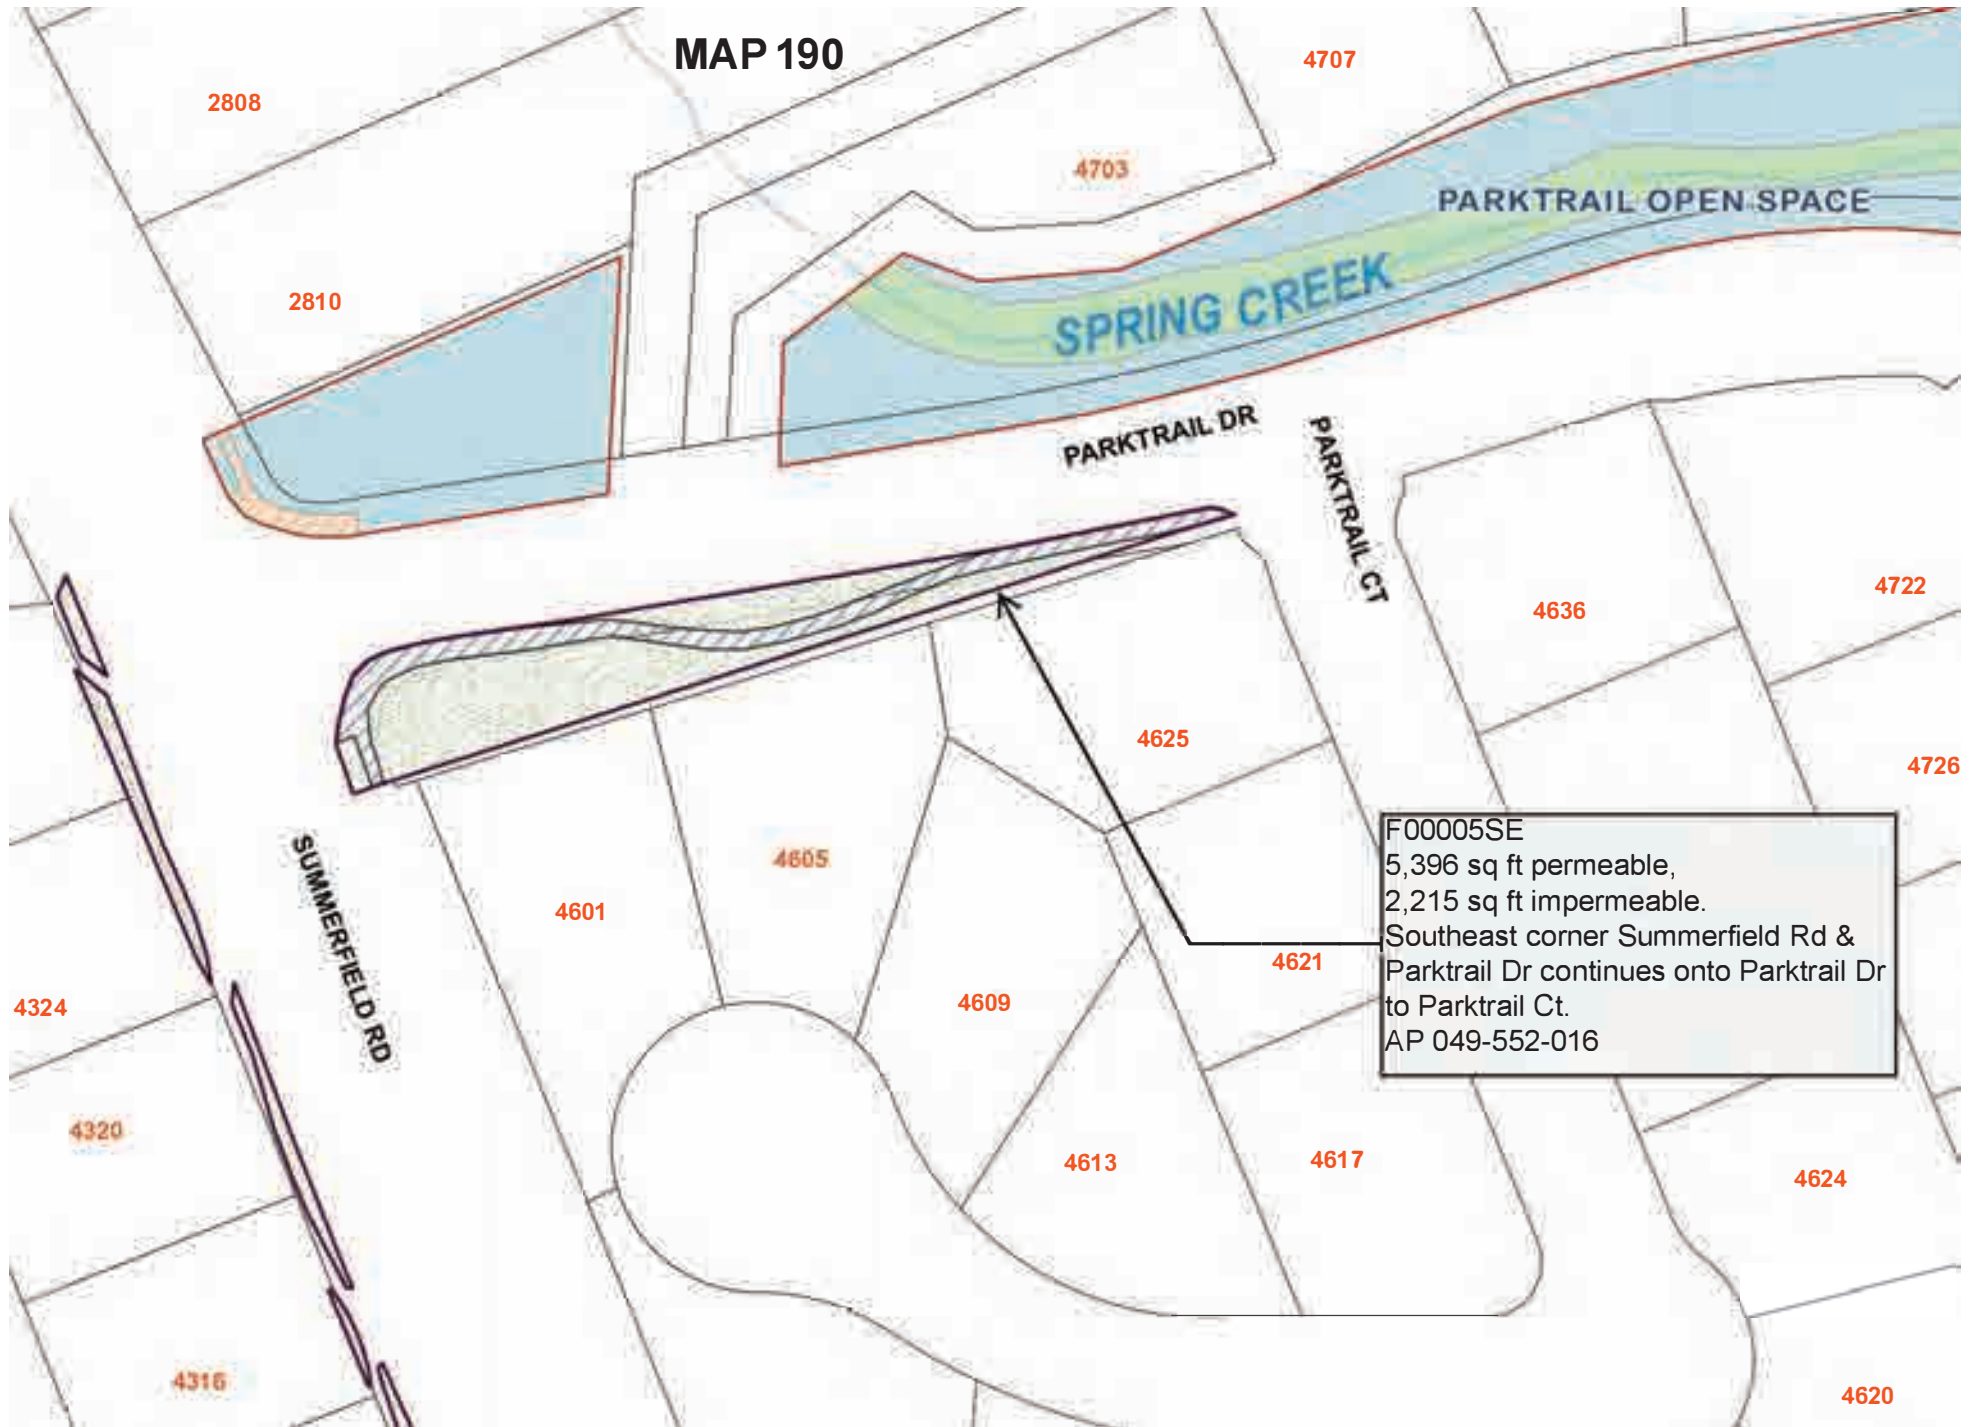 MAP 190
4707
2808
4703
PARKTRAIL OPEN SPACE
2810
SPRING CREEK
PARKTRAIL DR
PARKTRAIL CT
4722
4636
4625
4726
F00005SE
5,396 sq ft permeable,
2,215 sq ft impermeable.
Southeast corner Summerfield Rd &
Parktrail Dr continues onto Parktrail Dr
to Parktrail Ct.
AP 049-552-016
4605
4601
SUMMERFIELD RD
4621
4609
4324
4320
4613
4617
4624
4316
4620